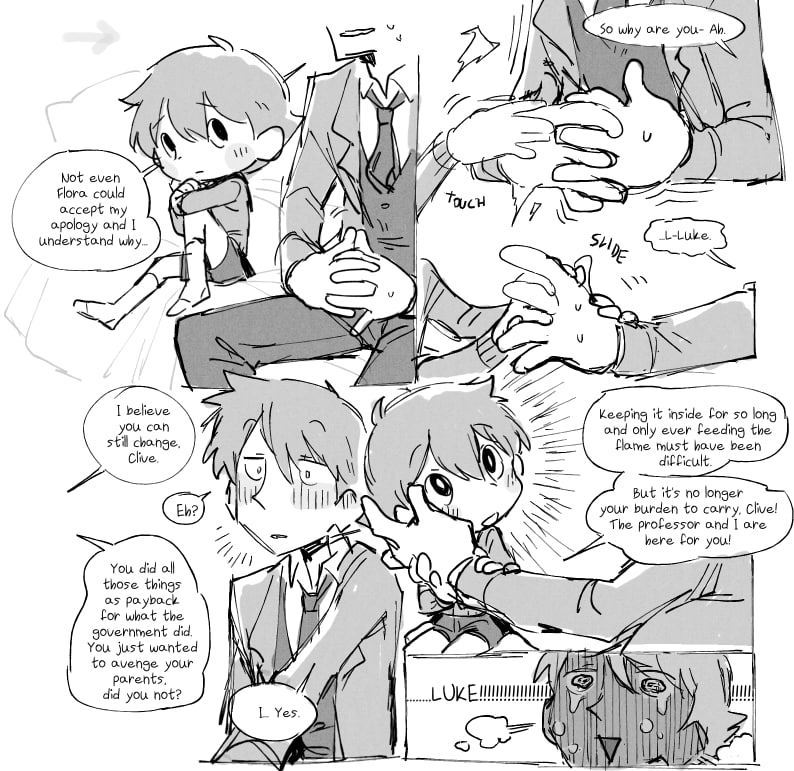 Not even
Flora could
accept my
apology and I
understand why...
So why are you- Ah.
TOUCH
...L-Luke.
SLIDE
I believe
you can
still change,
Clive.
Eh?
You did all
those things
as payback
for what the
government did.
You just wanted
to avenge your
parents,
did you not?
I... Yes.
Keeping it inside for so long
and only ever feeding the
flame must have been
difficult.
But it's no longer
your burden to carry, Clive!
The professor and I are
here for you!
......LUKE!!!!!!!!!!!!!!!!!!!!!!